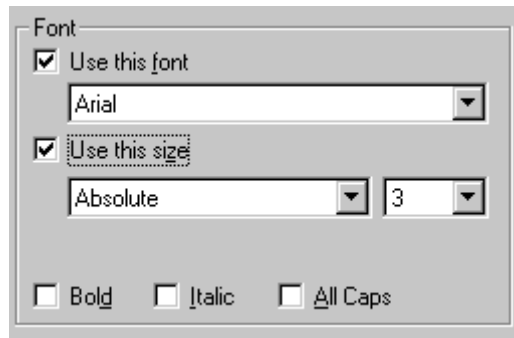 Font
Use this font
Arial
Use this size
Absolute 3
Bold Italic All Caps